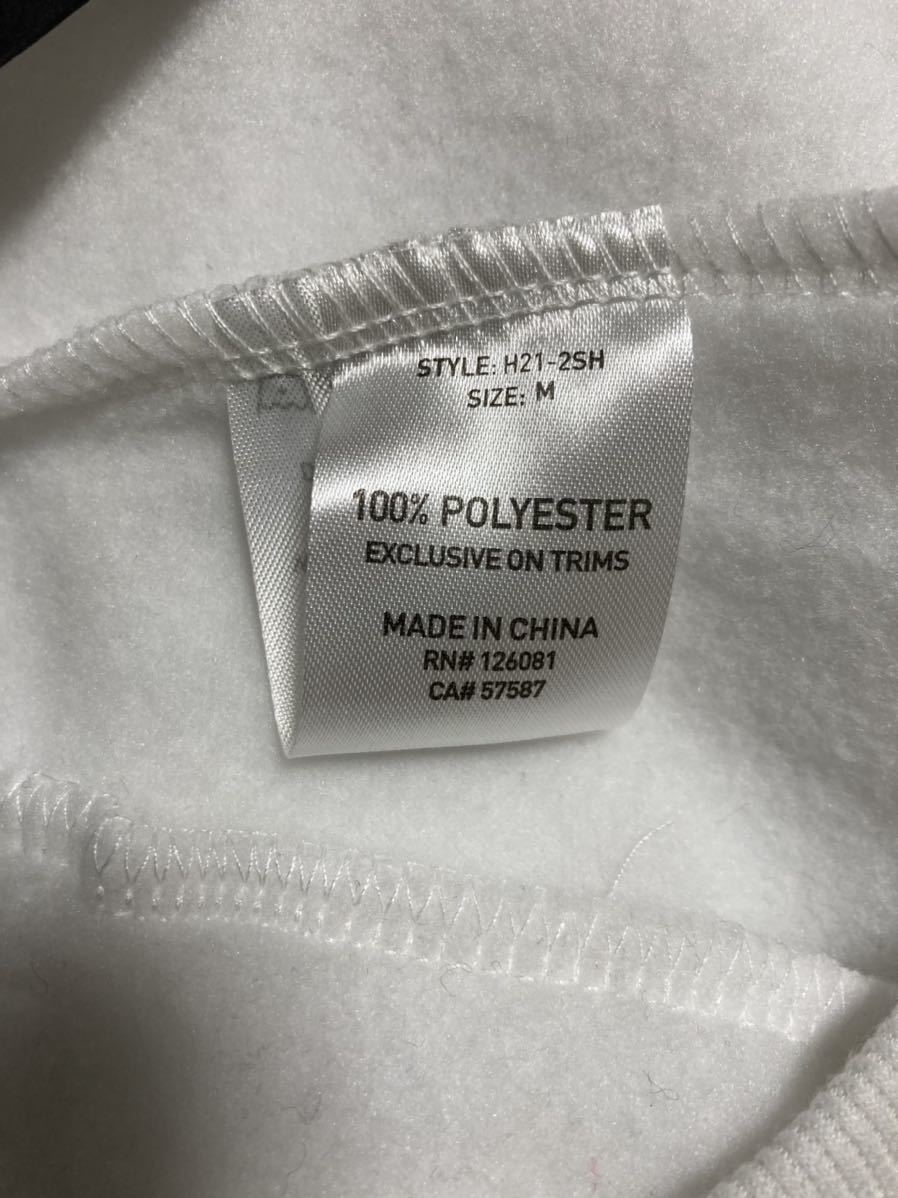 STYLE: H21-2SH
SIZE: M
100% POLYESTER
EXCLUSIVE ON TRIMS
MADE IN CHINA
RN# 126081
CA# 57587